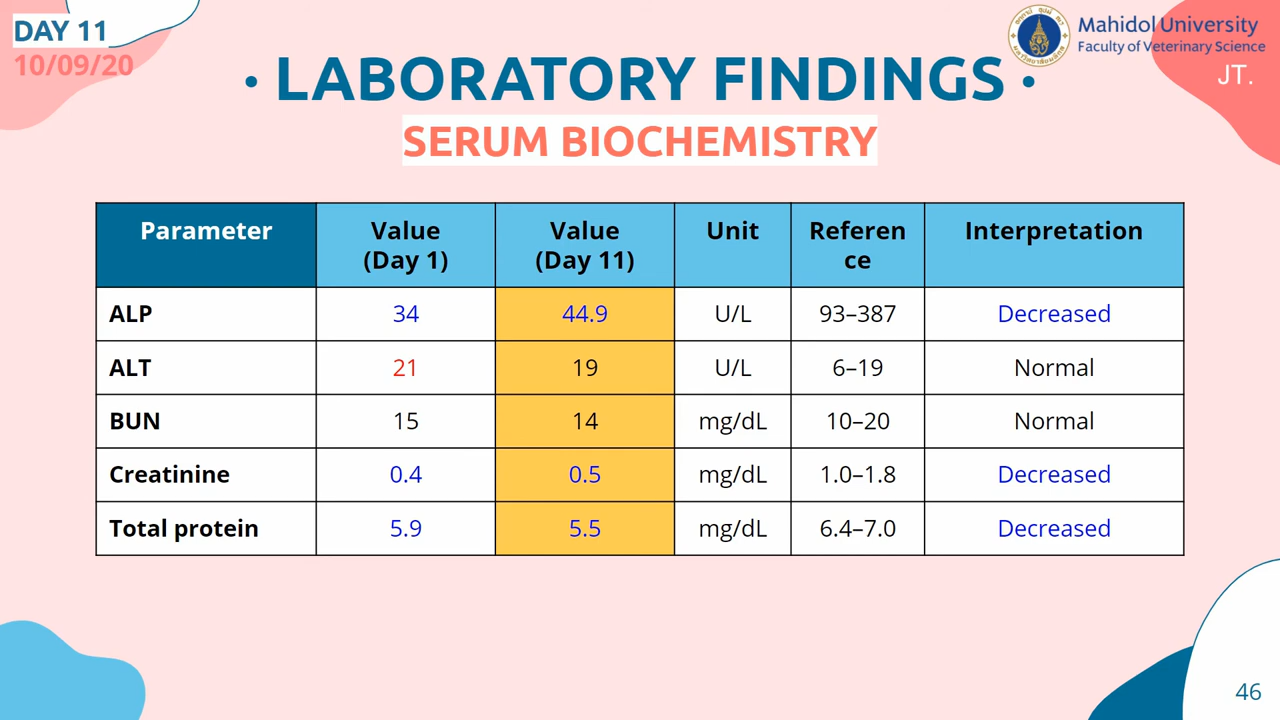 DAY 11
10/09/20
Mahidol University
Faculty of Veterinary Science
JT.
• LABORATORY FINDINGS •
SERUM BIOCHEMISTRY
Parameter Value (Day 1) Value (Day 11) Unit Referen ce Interpretation
ALP 34 44.9 U/L 93–387 Decreased
ALT 21 19 U/L 6–19 Normal
BUN 15 14 mg/dL 10–20 Normal
Creatinine 0.4 0.5 mg/dL 1.0–1.8 Decreased
Total protein 5.9 5.5 mg/dL 6.4–7.0 Decreased
46